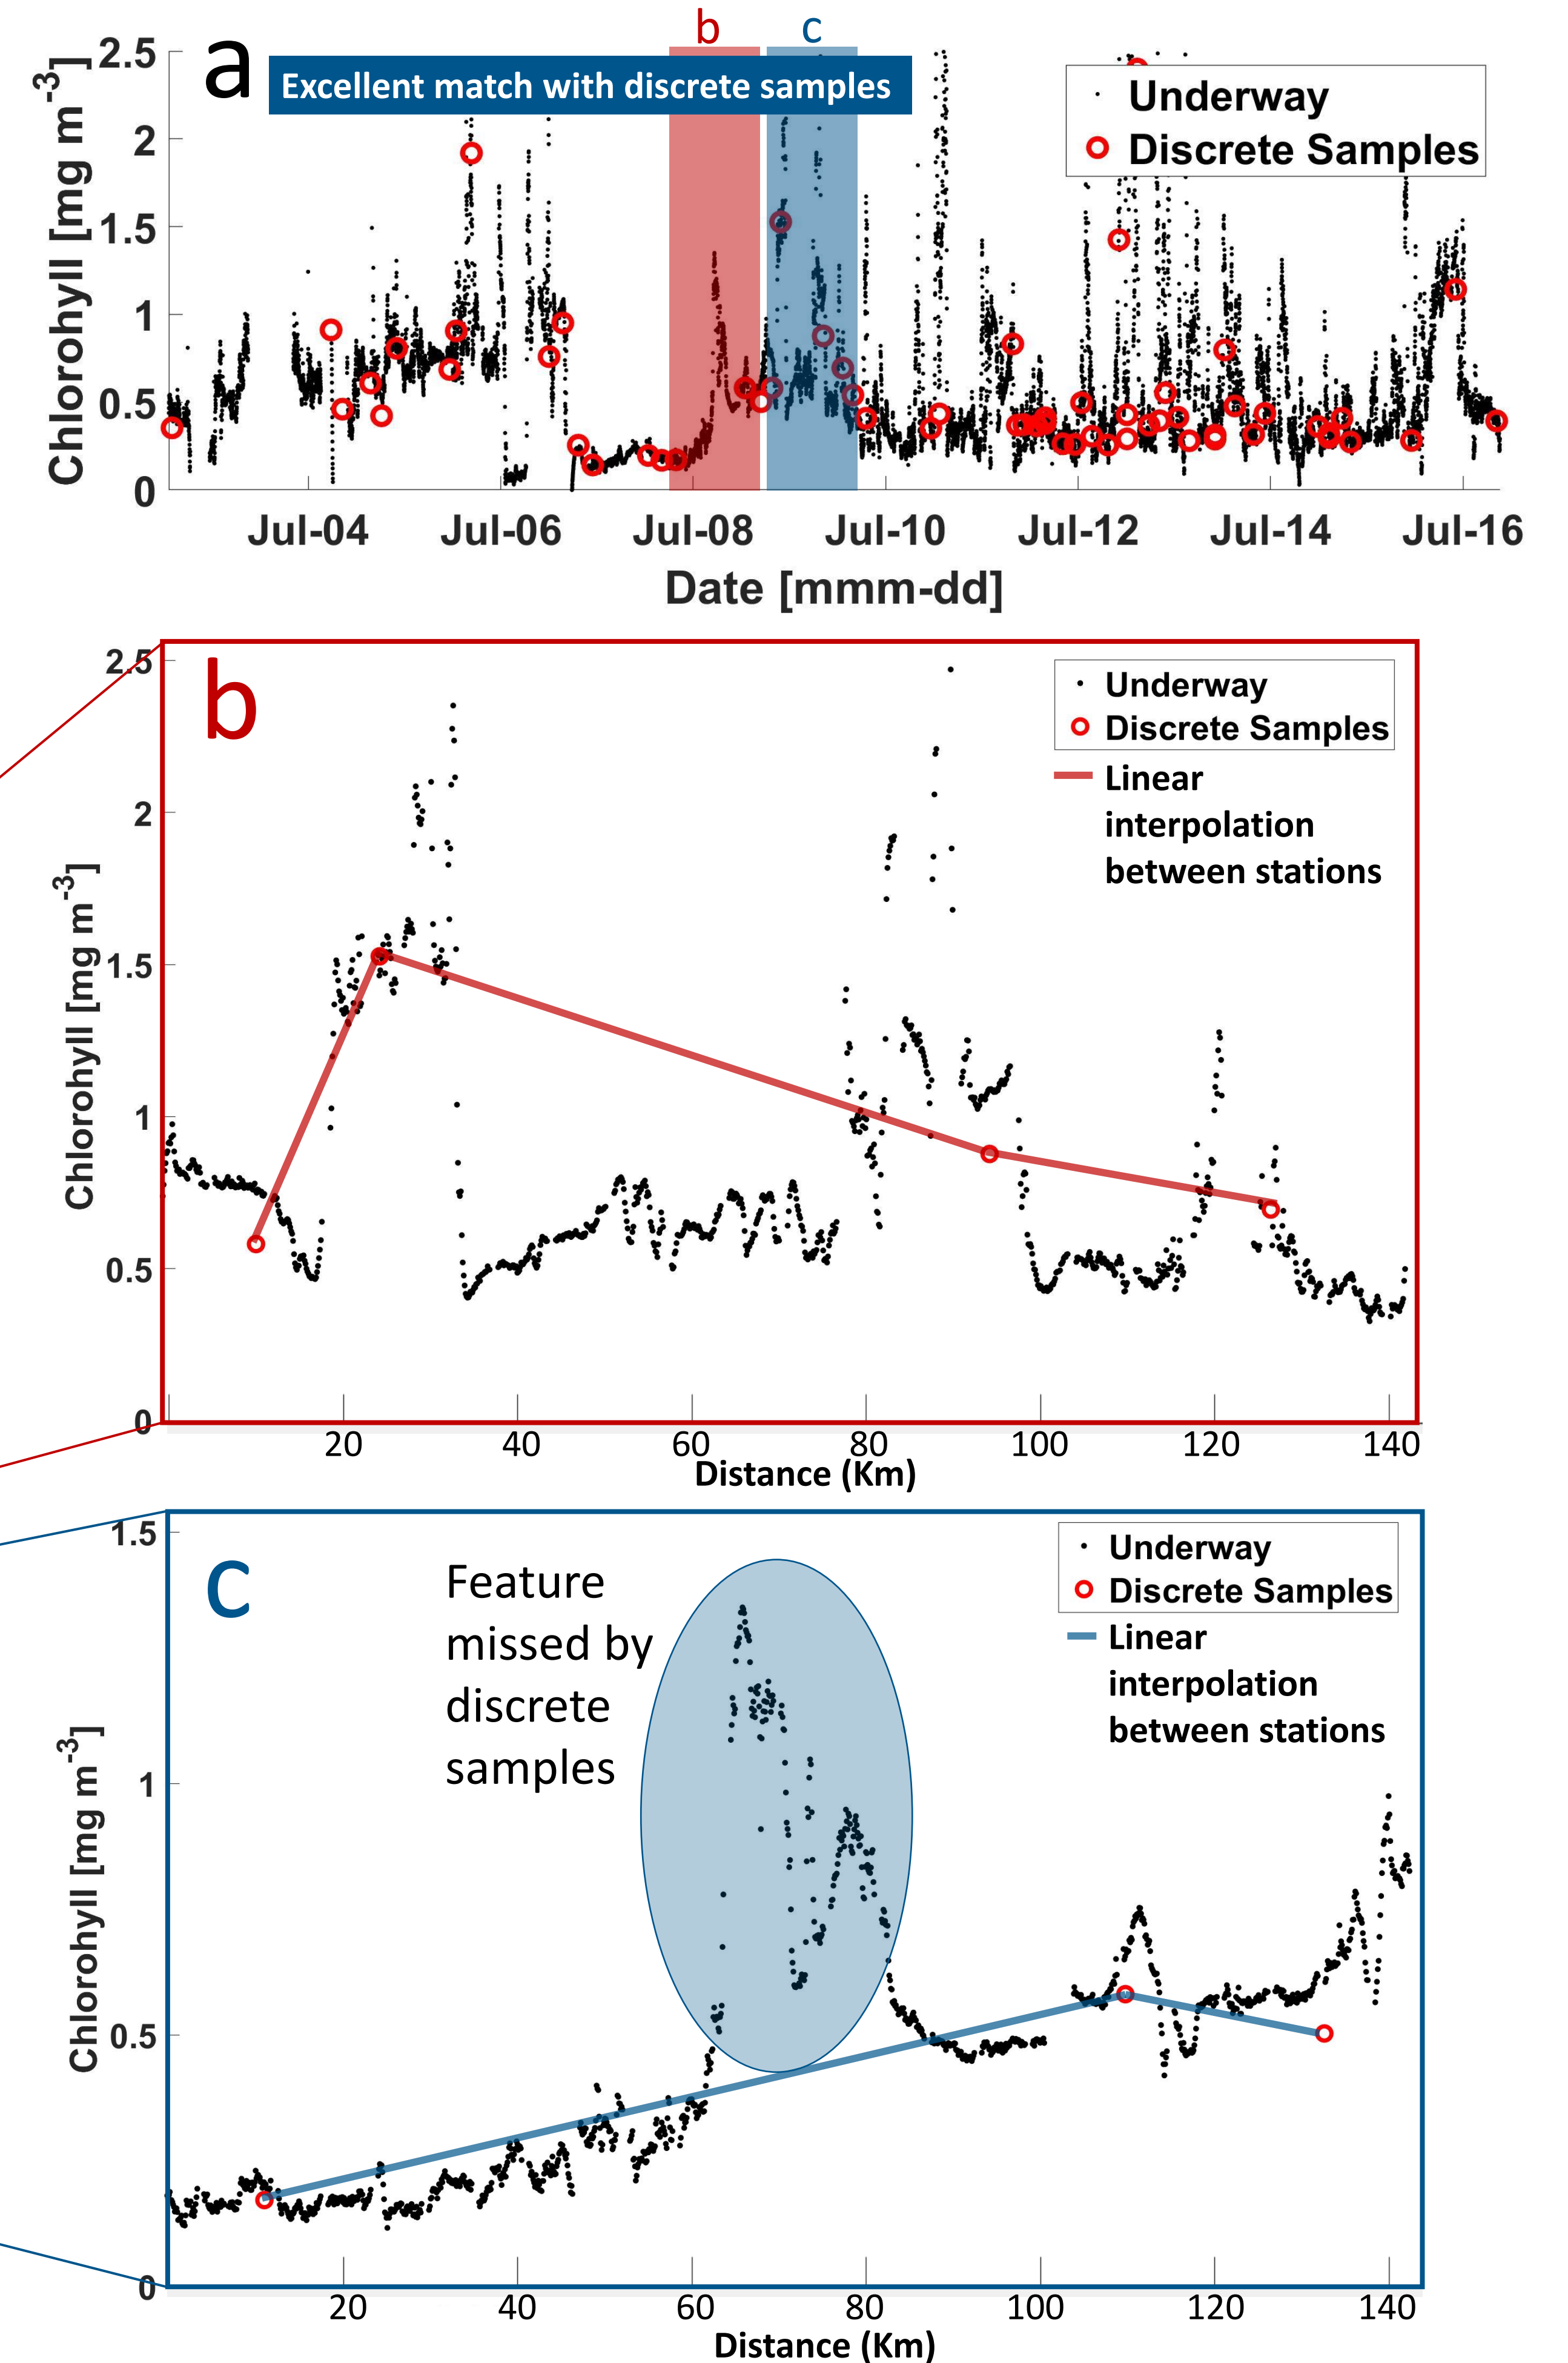 b
c
a
Excellent match with discrete samples
Chlorohyll [mg m-3]
2.5
2
1.5
1
0.5
0
Underway
Discrete Samples
Jul-04
Jul-06
Jul-08
Jul-10
Jul-12
Jul-14
Jul-16
Date [mmm-dd]
b
Chlorohyll [mg m-3]
2.5
2
1.5
1
0.5
0
Underway
Discrete Samples
Linear
interpolation
between stations
20
40
60
80
100
120
140
Distance (Km)
c
Chlorohyll [mg m-3]
1.5
1
0.5
0
Feature
missed by
discrete
samples
Underway
Discrete Samples
Linear
interpolation
between stations
20
40
60
80
100
120
140
Distance (Km)